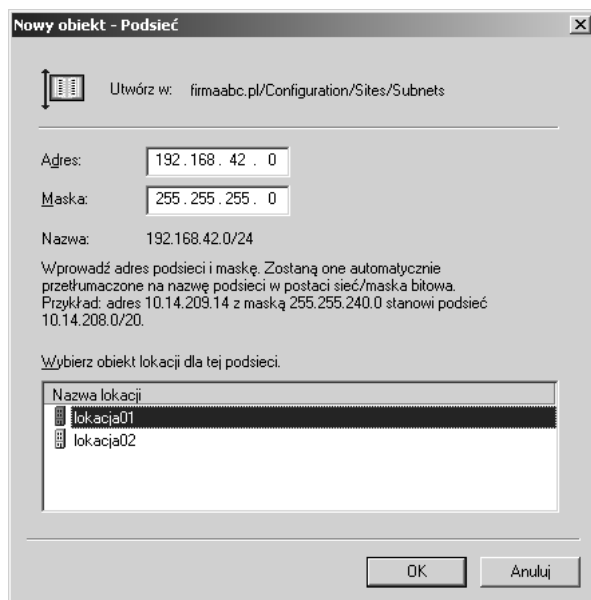 Nowy obiekt - Podsieć
Utwórz w: firmaabc.pl/Configuration/Sites/Subnets
Adres: 192.168. 42 . 0
Maska: 255.255.255. 0
Nazwa: 192.168.42.0/24
Wprowadź adres podsieci i maskę. Zostaną one automatycznie
przetłumaczone na nazwę podsieci w postaci sieć/maska bitowa.
Przykład: adres 10.14.209.14 z maską 255.255.240.0 stanowi podsieć
10.14.208.0/20.
Wybierz obiekt lokacji dla tej podsieci.
Nazwa lokacji
lokacja01
lokacja02
OK Anuluj